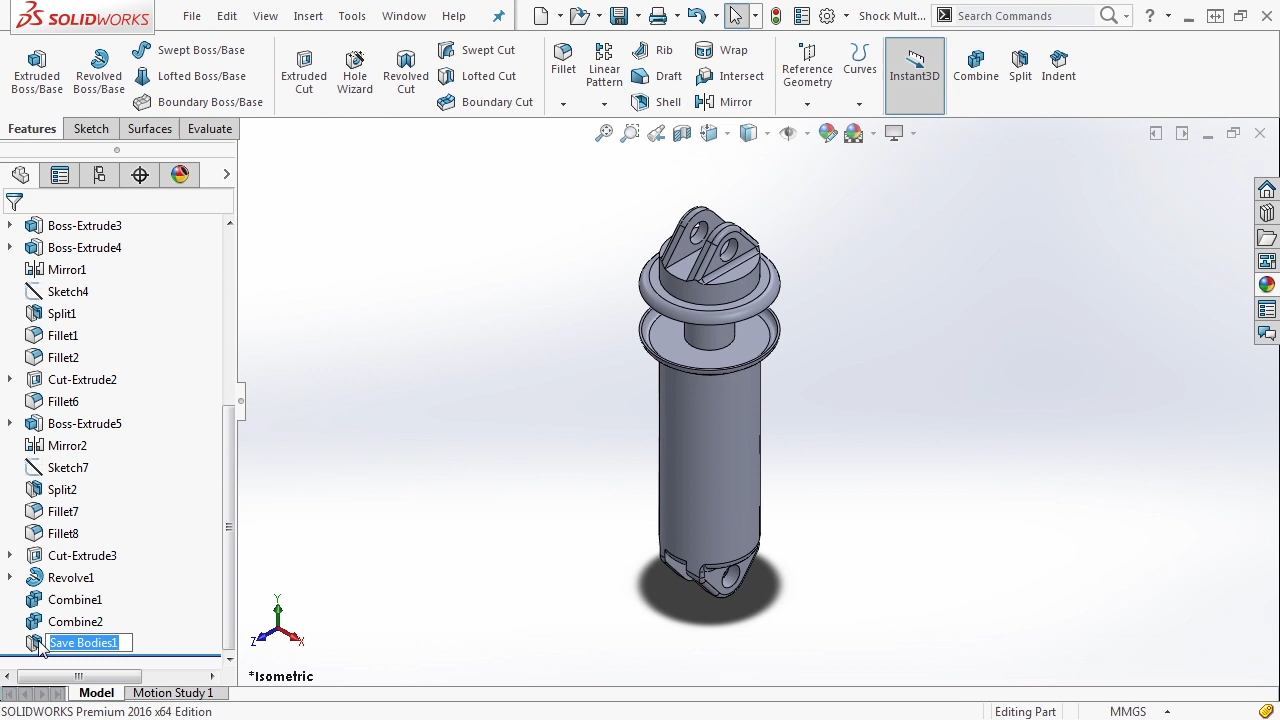 SOLIDWORKS File Edit View Insert Tools Window Help Shock Mult... Search Commands
Extruded Boss/Base
Revolved Boss/Base
Swept Boss/Base
Lofted Boss/Base
Boundary Boss/Base
Extruded Cut
Hole Wizard
Revolved Cut
Swept Cut
Lofted Cut
Boundary Cut
Fillet
Linear Pattern
Rib
Draft
Shell
Wrap
Intersect
Mirror
Reference Geometry
Curves
Instant3D
Combine
Split
Indent
Features Sketch Surfaces Evaluate
Boss-Extrude3
Boss-Extrude4
Mirror1
Sketch4
Split1
Fillet1
Fillet2
Cut-Extrude2
Fillet6
Boss-Extrude5
Mirror2
Sketch7
Split2
Fillet7
Fillet8
Cut-Extrude3
Revolve1
Combine1
Combine2
Save Bodies1
Y
Z X
*Isometric
Model Motion Study 1
SOLIDWORKS Premium 2016 x64 Edition Editing Part MMGS